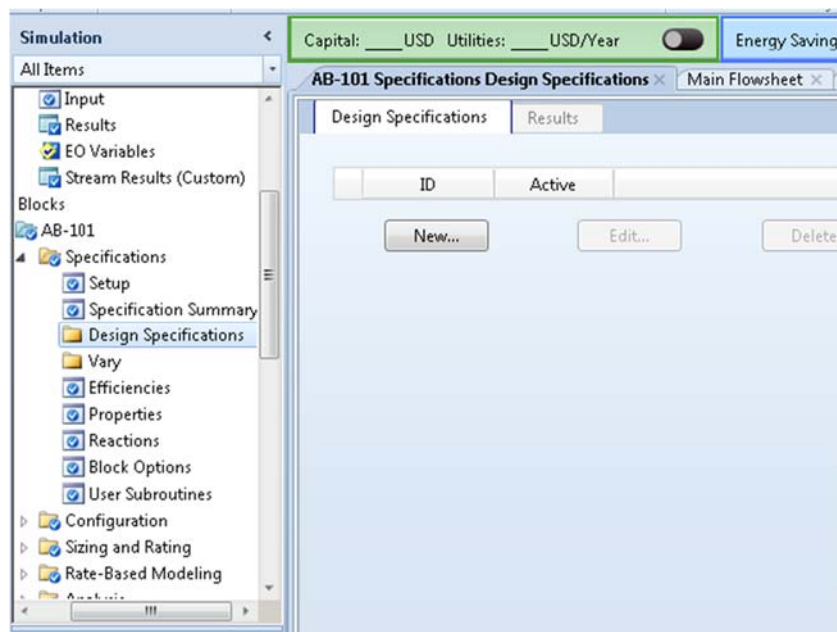 Simulation
All Items
Input
Results
EO Variables
Stream Results (Custom)
Blocks
AB-101
Specifications
Setup
Specification Summary
Design Specifications
Vary
Efficiencies
Properties
Reactions
Block Options
User Subroutines
Configuration
Sizing and Rating
Rate-Based Modeling
Capital: ____USD Utilities: ____USD/Year
Energy Saving
AB-101 Specifications Design Specifications Main Flowsheet
Design Specifications Results
ID Active
New... Edit... Delete